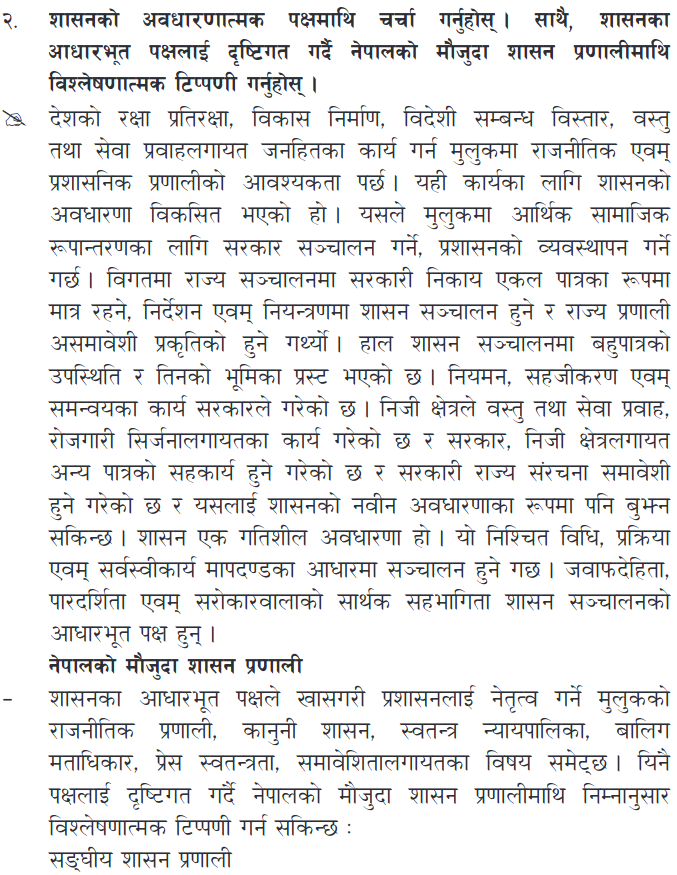 २. शासनको अवधारणात्मक पक्षमाथि चर्चा गर्नुहोस् । साथै, शासनका
आधारभूत पक्षलाई दृष्टिगत गर्दै नेपालको मौजुदा शासन प्रणालीमाथि
विश्लेषणात्मक टिप्पणी गर्नुहोस् ।
देशको रक्षा प्रतिरक्षा, विकास निर्माण, विदेशी सम्बन्ध विस्तार, वस्तु
तथा सेवा प्रवाहलगायत जनहितका कार्य गर्न मुलुकमा राजनीतिक एवम्
प्रशासनिक प्रणालीको आवश्यकता पर्छ । यही कार्यका लागि शासनको
अवधारणा विकसित भएको हो । यसले मुलुकमा आर्थिक सामाजिक
रूपान्तरणका लागि सरकार सञ्चालन गर्ने, प्रशासनको व्यवस्थापन गर्ने
गर्छ । विगतमा राज्य सञ्चालनमा सरकारी निकाय एकल पात्रका रूपमा
मात्र रहने, निर्देशन एवम् नियन्त्रणमा शासन सञ्चालन हुने र राज्य प्रणाली
असमावेशी प्रकृतिको हुने गर्थ्यो । हाल शासन सञ्चालनमा बहुपात्रको
उपस्थिति र तिनको भूमिका प्रस्ट भएको छ । नियमन, सहजीकरण एवम्
समन्वयका कार्य सरकारले गरेको छ । निजी क्षेत्रले वस्तु तथा सेवा प्रवाह,
रोजगारी सिर्जनालगायतका कार्य गरेको छ र सरकार, निजी क्षेत्रलगायत
अन्य पात्रको सहकार्य हुने गरेको छ र सरकारी राज्य संरचना समावेशी
हुने गरेको छ र यसलाई शासनको नवीन अवधारणाका रूपमा पनि बुझ्न
सकिन्छ । शासन एक गतिशील अवधारणा हो । यो निश्चित विधि, प्रक्रिया
एवम् सर्वस्वीकार्य मापदण्डका आधारमा सञ्चालन हुने गछ । जवाफदेहिता,
पारदर्शिता एवम् सरोकारवालाको सार्थक सहभागिता शासन सञ्चालनको
आधारभूत पक्ष हुन् ।
नेपालको मौजुदा शासन प्रणाली
– शासनका आधारभूत पक्षले खासगरी प्रशासनलाई नेतृत्व गर्ने मुलुकको
राजनीतिक प्रणाली, कानुनी शासन, स्वतन्त्र न्यायपालिका, बालिग
मताधिकार, प्रेस स्वतन्त्रता, समावेशितालगायतका विषय समेट्छ । यिनै
पक्षलाई दृष्टिगत गर्दै नेपालको मौजुदा शासन प्रणालीमाथि निम्नानुसार
विश्लेषणात्मक टिप्पणी गर्न सकिन्छ :
सङ्घीय शासन प्रणाली